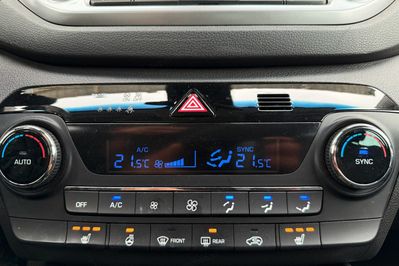 A/C SYNC
AUTO 21.5°C 21.5°C SYNC
OFF A/C
FRONT REAR